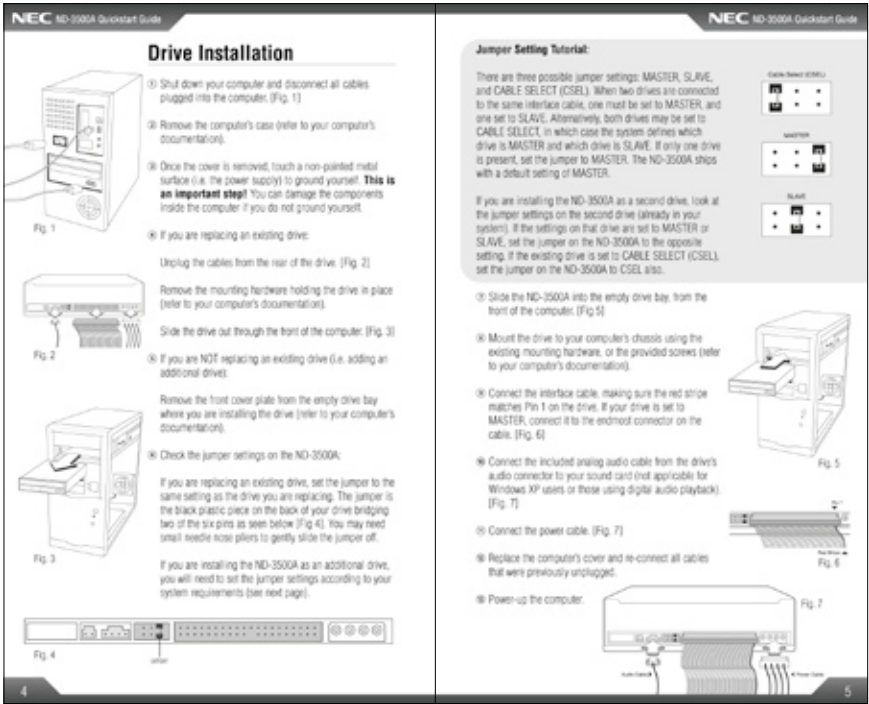 NEC ND-3500A Quickstart Guide
Drive Installation
① Shut down your computer and disconnect all cables
plugged into the computer. [Fig. 1]
② Remove the computer's case (refer to your computer's
documentation).
③ Once the cover is removed, touch a non-painted metal
surface (i.e. the power supply) to ground yourself. This is
an important step! You can damage the components
inside the computer if you do not ground yourself.
Fig. 1
④ If you are replacing an existing drive:
Unplug the cables from the rear of the drive. [Fig. 2]
Remove the mounting hardware holding the drive in place
(refer to your computer's documentation).
Slide the drive out through the front of the computer. [Fig. 3]
Fig. 2
⑤ If you are NOT replacing an existing drive (i.e. adding an
additional drive):
Remove the front cover plate from the empty drive bay
where you are installing the drive (refer to your computer's
documentation).
⑥ Check the jumper settings on the ND-3500A:
If you are replacing an existing drive, set the jumper to the
same setting as the drive you are replacing. The jumper is
the black plastic piece on the back of your drive bridging
two of the six pins as seen below [Fig 4]. You may need
small needle nose pliers to gently slide the jumper off.
Fig. 3
If you are installing the ND-3500A as an additional drive,
you will need to set the jumper settings according to your
system requirements (see next page).
Fig. 4
4
NEC ND-3500A Quickstart Guide
Jumper Setting Tutorial:
There are three possible jumper settings: MASTER, SLAVE,
and CABLE SELECT (CSEL). When two drives are connected
to the same interface cable, one must be set to MASTER, and
one set to SLAVE. Alternatively, both drives may be set to
CABLE SELECT, in which case the system defines which
drive is MASTER and which drive is SLAVE. If only one drive
is present, set the jumper to MASTER. The ND-3500A ships
with a default setting of MASTER.
If you are installing the ND-3500A as a second drive, look at
the jumper settings on the second drive (already in your
system). If the settings on that drive are set to MASTER or
SLAVE, set the jumper on the ND-3500A to the opposite
setting. If the existing drive is set to CABLE SELECT (CSEL),
set the jumper on the ND-3500A to CSEL also.
Cable Select (CSEL)
MASTER
SLAVE
⑦ Slide the ND-3500A into the empty drive bay, from the
front of the computer. [Fig 5]
⑧ Mount the drive to your computer's chassis using the
existing mounting hardware, or the provided screws (refer
to your computer's documentation).
⑨ Connect the interface cable, making sure the red stripe
matches Pin 1 on the drive. If your drive is set to
MASTER, connect it to the endmost connector on the
cable. [Fig. 6]
Fig. 5
⑩ Connect the included analog audio cable from the drive's
audio connector to your sound card (not applicable for
Windows XP users or those using digital audio playback).
[Fig. 7]
⑪ Connect the power cable. [Fig. 7]
Fig. 6
⑫ Replace the computer's cover and re-connect all cables
that were previously unplugged.
⑬ Power-up the computer.
Fig. 7
Audio Cable
Power Cable
5